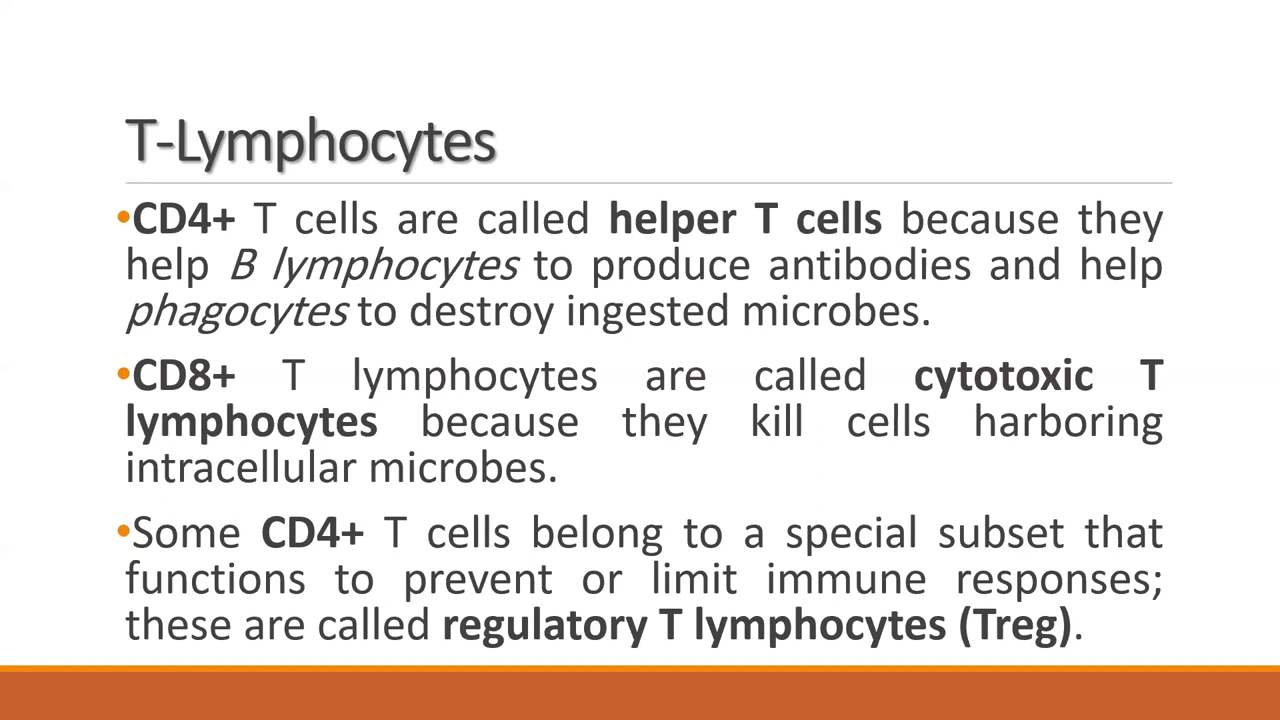 T-Lymphocytes
•CD4+ T cells are called helper T cells because they
help B lymphocytes to produce antibodies and help
phagocytes to destroy ingested microbes.
•CD8+ T lymphocytes are called cytotoxic T
lymphocytes because they kill cells harboring
intracellular microbes.
•Some CD4+ T cells belong to a special subset that
functions to prevent or limit immune responses;
these are called regulatory T lymphocytes (Treg).